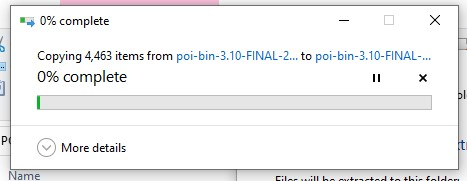 0% complete
Copying 4,463 items from poi-bin-3.10-FINAL-2... to poi-bin-3.10-FINAL-...
0% complete
More details
Name
Files will be extracted to this folder